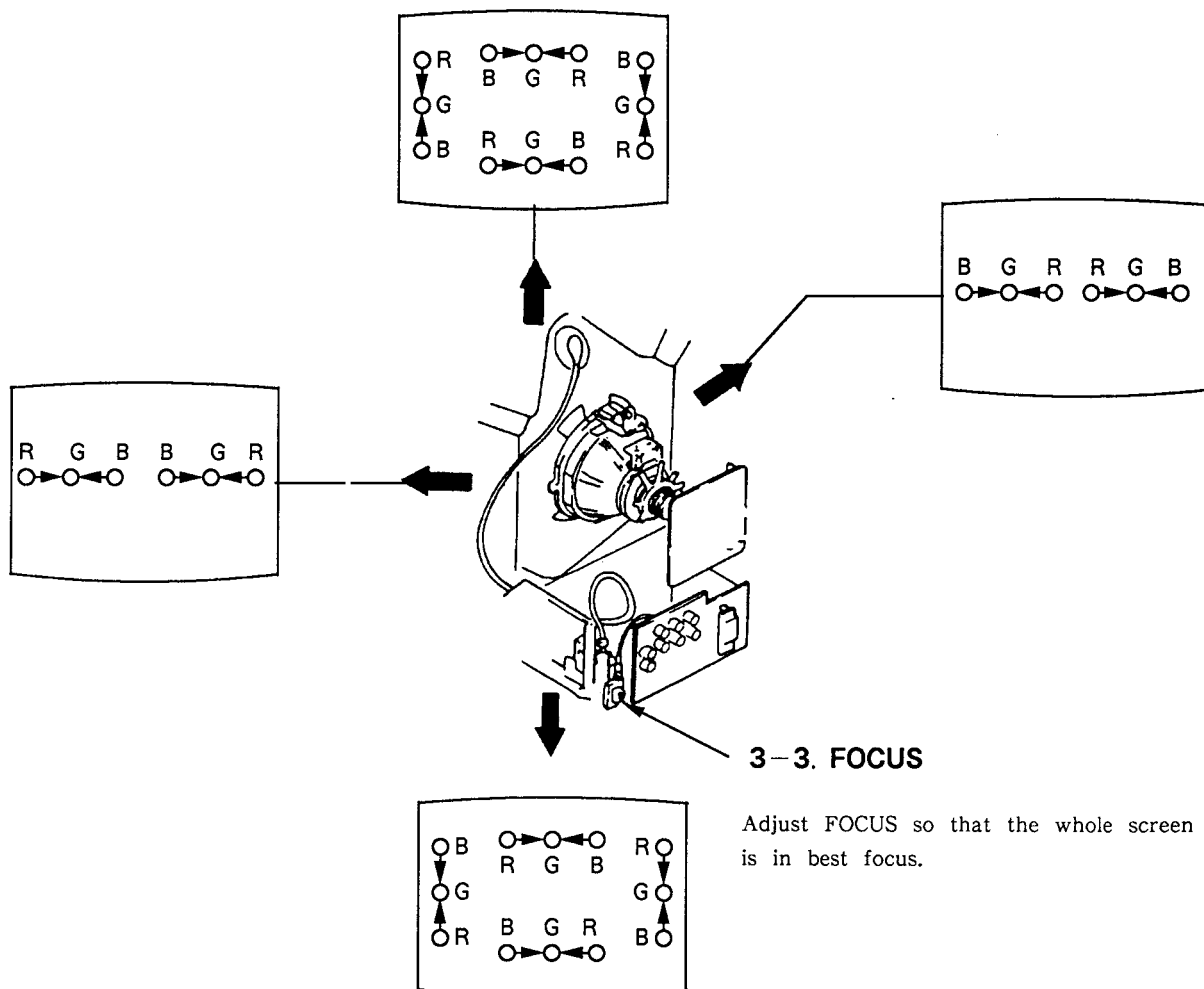 R B G R B
G G
B R G B R
B G R R G B
R G B B G R
3-3. FOCUS
Adjust FOCUS so that the whole screen
is in best focus.
B R G B R
G G
R B G R B